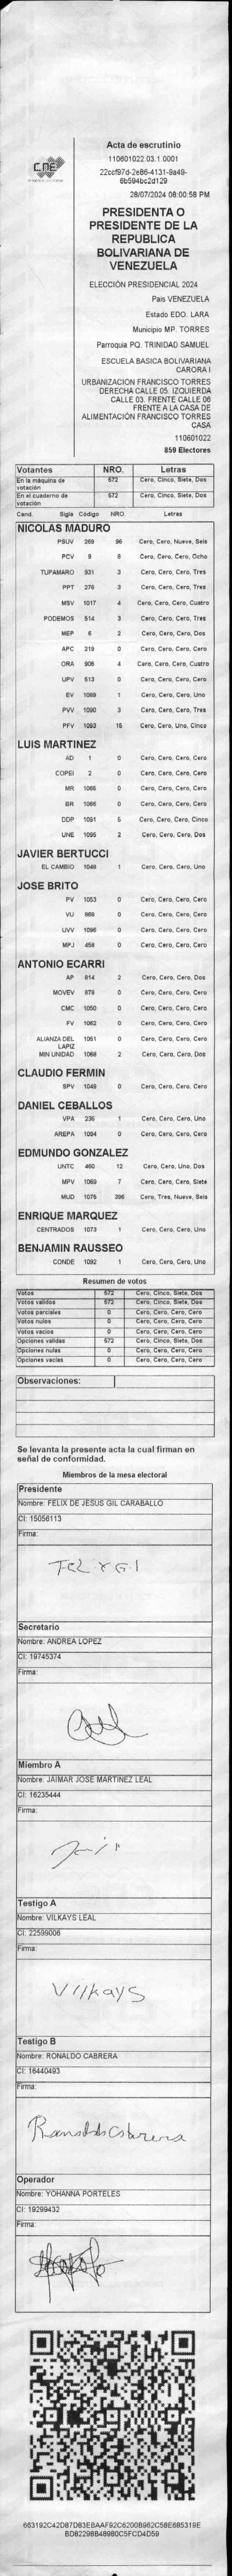 CNE
Acta de escrutinio
110601022.03.1.0001
22ccf97d-2e86-4131-9a49-
6b594bc2d129
28/07/2024 08:00:58 PM
PRESIDENTA O
PRESIDENTE DE LA
REPUBLICA
BOLIVARIANA DE
VENEZUELA
ELECCIÓN PRESIDENCIAL 2024
Pais VENEZUELA
Estado EDO. LARA
Municipio MP. TORRES
Parroquia PQ. TRINIDAD SAMUEL
ESCUELA BASICA BOLIVARIANA
CARORA I
URBANIZACION FRANCISCO TORRES
DERECHA CALLE 05. IZQUIERDA
CALLE 03. FRENTE CALLE 06
FRENTE A LA CASA DE
ALIMENTACIÓN FRANCISCO TORRES
CASA
110601022
859 Electores
Votantes NRO. Letras
En la máquina de votación 572 Cero, Cinco, Siete, Dos
En el cuaderno de votación 572 Cero, Cinco, Siete, Dos
Cand. Sigla Código NRO. Letras
NICOLAS MADURO
PSUV 269 96 Cero, Cero, Nueve, Seis
PCV 9 8 Cero, Cero, Cero, Ocho
TUPAMARO 931 3 Cero, Cero, Cero, Tres
PPT 276 3 Cero, Cero, Cero, Tres
MSV 1017 4 Cero, Cero, Cero, Cuatro
PODEMOS 514 3 Cero, Cero, Cero, Tres
MEP 6 2 Cero, Cero, Cero, Dos
APC 219 0 Cero, Cero, Cero, Cero
ORA 906 4 Cero, Cero, Cero, Cuatro
UPV 513 0 Cero, Cero, Cero, Cero
EV 1089 1 Cero, Cero, Cero, Uno
PVV 1090 3 Cero, Cero, Cero, Tres
PFV 1093 15 Cero, Cero, Uno, Cinco
LUIS MARTINEZ
AD 1 0 Cero, Cero, Cero, Cero
COPEI 2 0 Cero, Cero, Cero, Cero
MR 1065 0 Cero, Cero, Cero, Cero
BR 1066 0 Cero, Cero, Cero, Cero
DDP 1091 5 Cero, Cero, Cero, Cinco
UNE 1095 2 Cero, Cero, Cero, Dos
JAVIER BERTUCCI
EL CAMBIO 1048 1 Cero, Cero, Cero, Uno
JOSE BRITO
PV 1053 0 Cero, Cero, Cero, Cero
VU 868 0 Cero, Cero, Cero, Cero
UVV 1096 0 Cero, Cero, Cero, Cero
MPJ 458 0 Cero, Cero, Cero, Cero
ANTONIO ECARRI
AP 814 2 Cero, Cero, Cero, Dos
MOVEV 879 0 Cero, Cero, Cero, Cero
CMC 1050 0 Cero, Cero, Cero, Cero
FV 1062 0 Cero, Cero, Cero, Cero
ALIANZA DEL LAPIZ 1051 0 Cero, Cero, Cero, Cero
MIN UNIDAD 1068 2 Cero, Cero, Cero, Dos
CLAUDIO FERMIN
SPV 1049 0 Cero, Cero, Cero, Cero
DANIEL CEBALLOS
VPA 236 1 Cero, Cero, Cero, Uno
AREPA 1094 0 Cero, Cero, Cero, Cero
EDMUNDO GONZALEZ
UNTC 460 12 Cero, Cero, Uno, Dos
MPV 1069 7 Cero, Cero, Cero, Siete
MUD 1075 396 Cero, Tres, Nueve, Seis
ENRIQUE MARQUEZ
CENTRADOS 1073 1 Cero, Cero, Cero, Uno
BENJAMIN RAUSSEO
CONDE 1092 1 Cero, Cero, Cero, Uno
Resumen de votos
Votos 572 Cero, Cinco, Siete, Dos
Votos validos 572 Cero, Cinco, Siete, Dos
Votos parciales 0 Cero, Cero, Cero, Cero
Votos nulos 0 Cero, Cero, Cero, Cero
Votos vacios 0 Cero, Cero, Cero, Cero
Opciones validas 572 Cero, Cinco, Siete, Dos
Opciones nulas 0 Cero, Cero, Cero, Cero
Opciones vacias 0 Cero, Cero, Cero, Cero
Observaciones:
Se levanta la presente acta la cual firman en
señal de conformidad.
Miembros de la mesa electoral
Presidente
Nombre: FELIX DE JESUS GIL CARABALLO
CI: 15056113
Firma:
Secretario
Nombre: ANDREA LOPEZ
CI: 19745374
Firma:
Miembro A
Nombre: JAIMAR JOSE MARTINEZ LEAL
CI: 16235444
Firma:
Testigo A
Nombre: VILKAYS LEAL
CI: 22599006
Firma:
Vilkays
Testigo B
Nombre: RONALDO CABRERA
CI: 16440493
Firma:
Ronaldo Cabrera
Operador
Nombre: YOHANNA PORTELES
CI: 19299432
Firma:
663192C42D87D83EBAAF92C6200B962C58E685319E
BD82298B48980C5FCD4D59